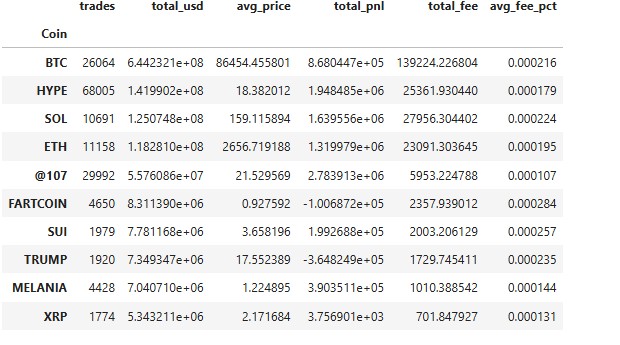 trades total_usd avg_price total_pnl total_fee avg_fee_pct
Coin
BTC 26064 6.442321e+08 86454.455801 8.680447e+05 139224.226804 0.000216
HYPE 68005 1.419902e+08 18.382012 1.948485e+06 25361.930440 0.000179
SOL 10691 1.250748e+08 159.115894 1.639556e+06 27956.304402 0.000224
ETH 11158 1.182810e+08 2656.719188 1.319979e+06 23091.303645 0.000195
@107 29992 5.576086e+07 21.529569 2.783913e+06 5953.224788 0.000107
FARTCOIN 4650 8.311390e+06 0.927592 -1.006872e+05 2357.939012 0.000284
SUI 1979 7.781168e+06 3.658196 1.992688e+05 2003.206129 0.000257
TRUMP 1920 7.349347e+06 17.552389 -3.648249e+05 1729.745411 0.000235
MELANIA 4428 7.040710e+06 1.224895 3.903511e+05 1010.388542 0.000144
XRP 1774 5.343211e+06 2.171684 3.756901e+03 701.847927 0.000131